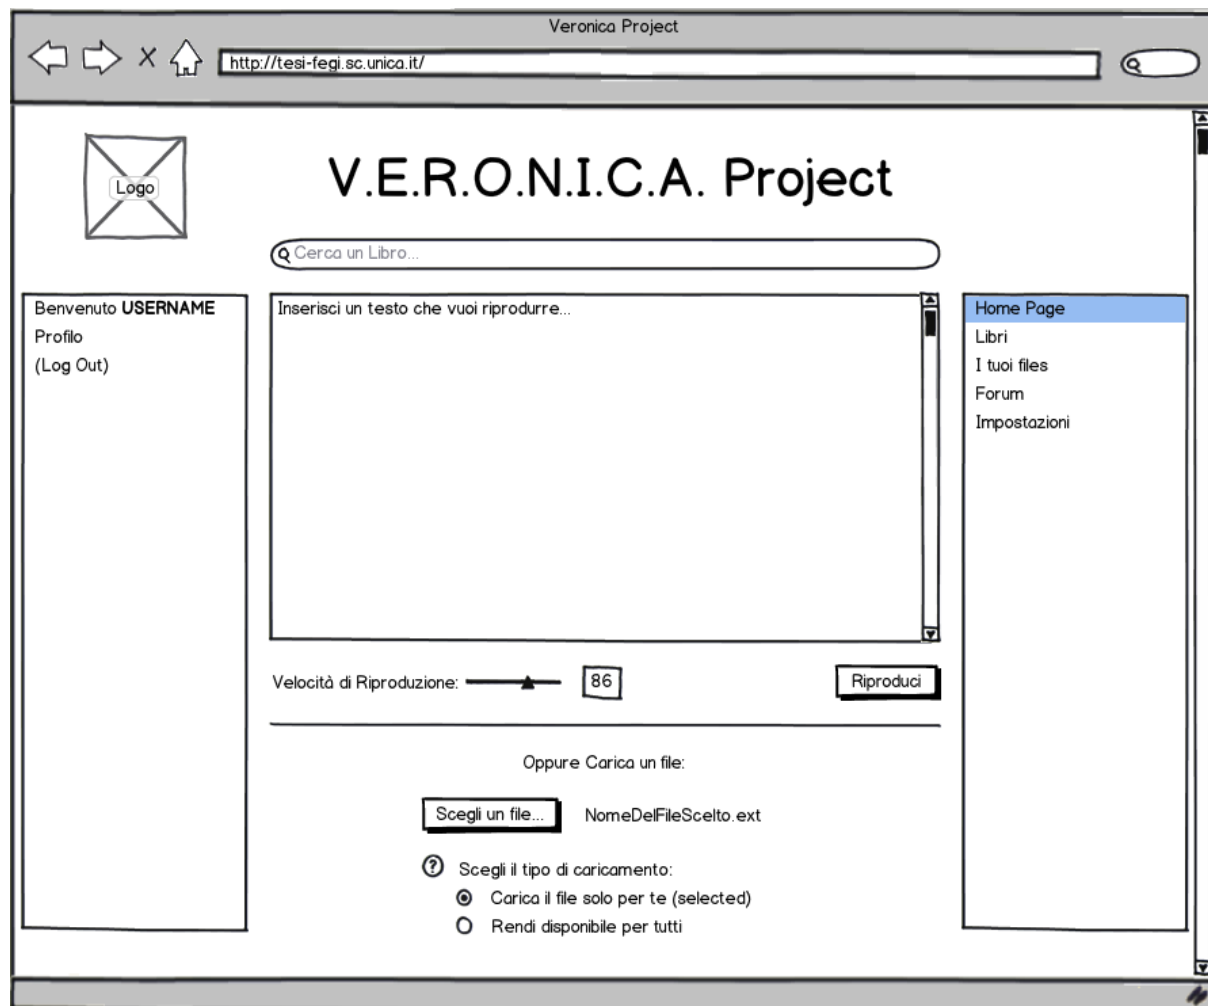 Veronica Project
http://tesi-fegi.sc.unica.it/
Logo
V.E.R.O.N.I.C.A. Project
Cerca un Libro...
Benvenuto USERNAME
Profilo
(Log Out)
Inserisci un testo che vuoi riprodurre...
Home Page
Libri
I tuoi files
Forum
Impostazioni
Velocità di Riproduzione:
86
Riproduci
Oppure Carica un file:
Scegli un file...
NomeDelFileScelto.ext
? Scegli il tipo di caricamento:
Carica il file solo per te (selected)
Rendi disponibile per tutti